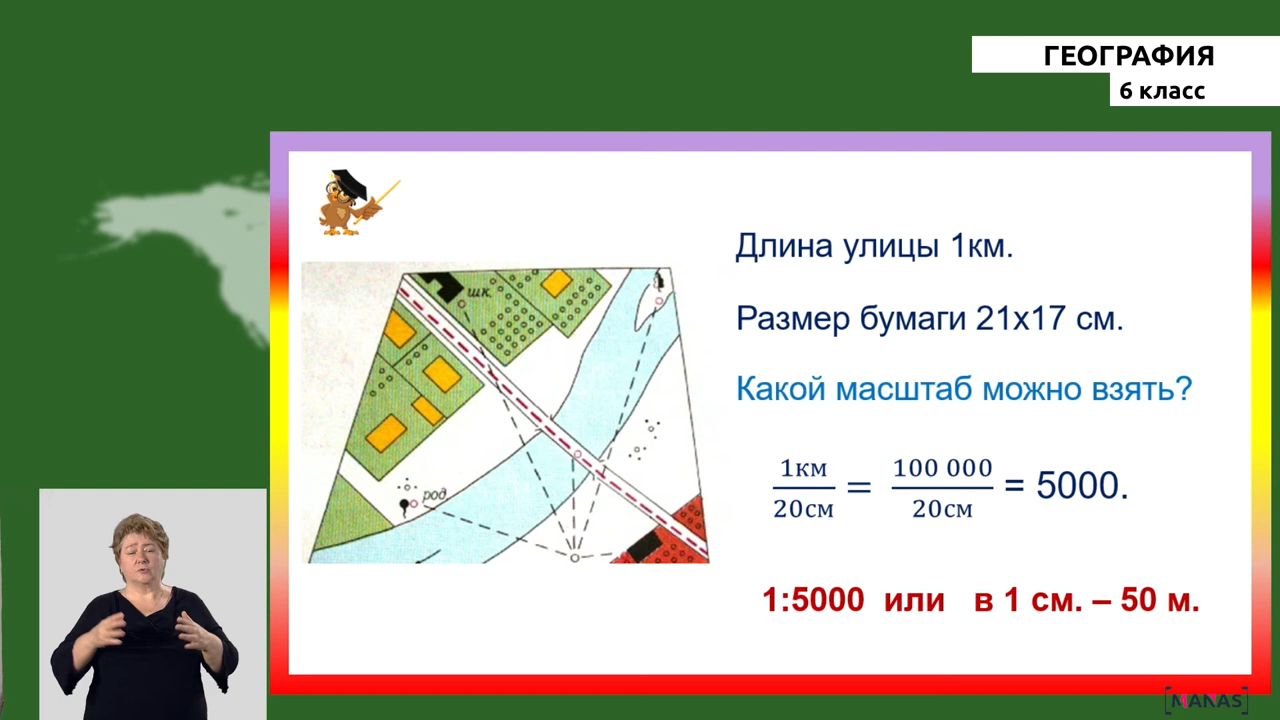 ГЕОГРАФИЯ
6 класс
Длина улицы 1км.
Размер бумаги 21х17 см.
Какой масштаб можно взять?
1км/20см = 100 000/20см = 5000.
1:5000 или в 1 см. – 50 м.
шк.
род.
[MANAS]